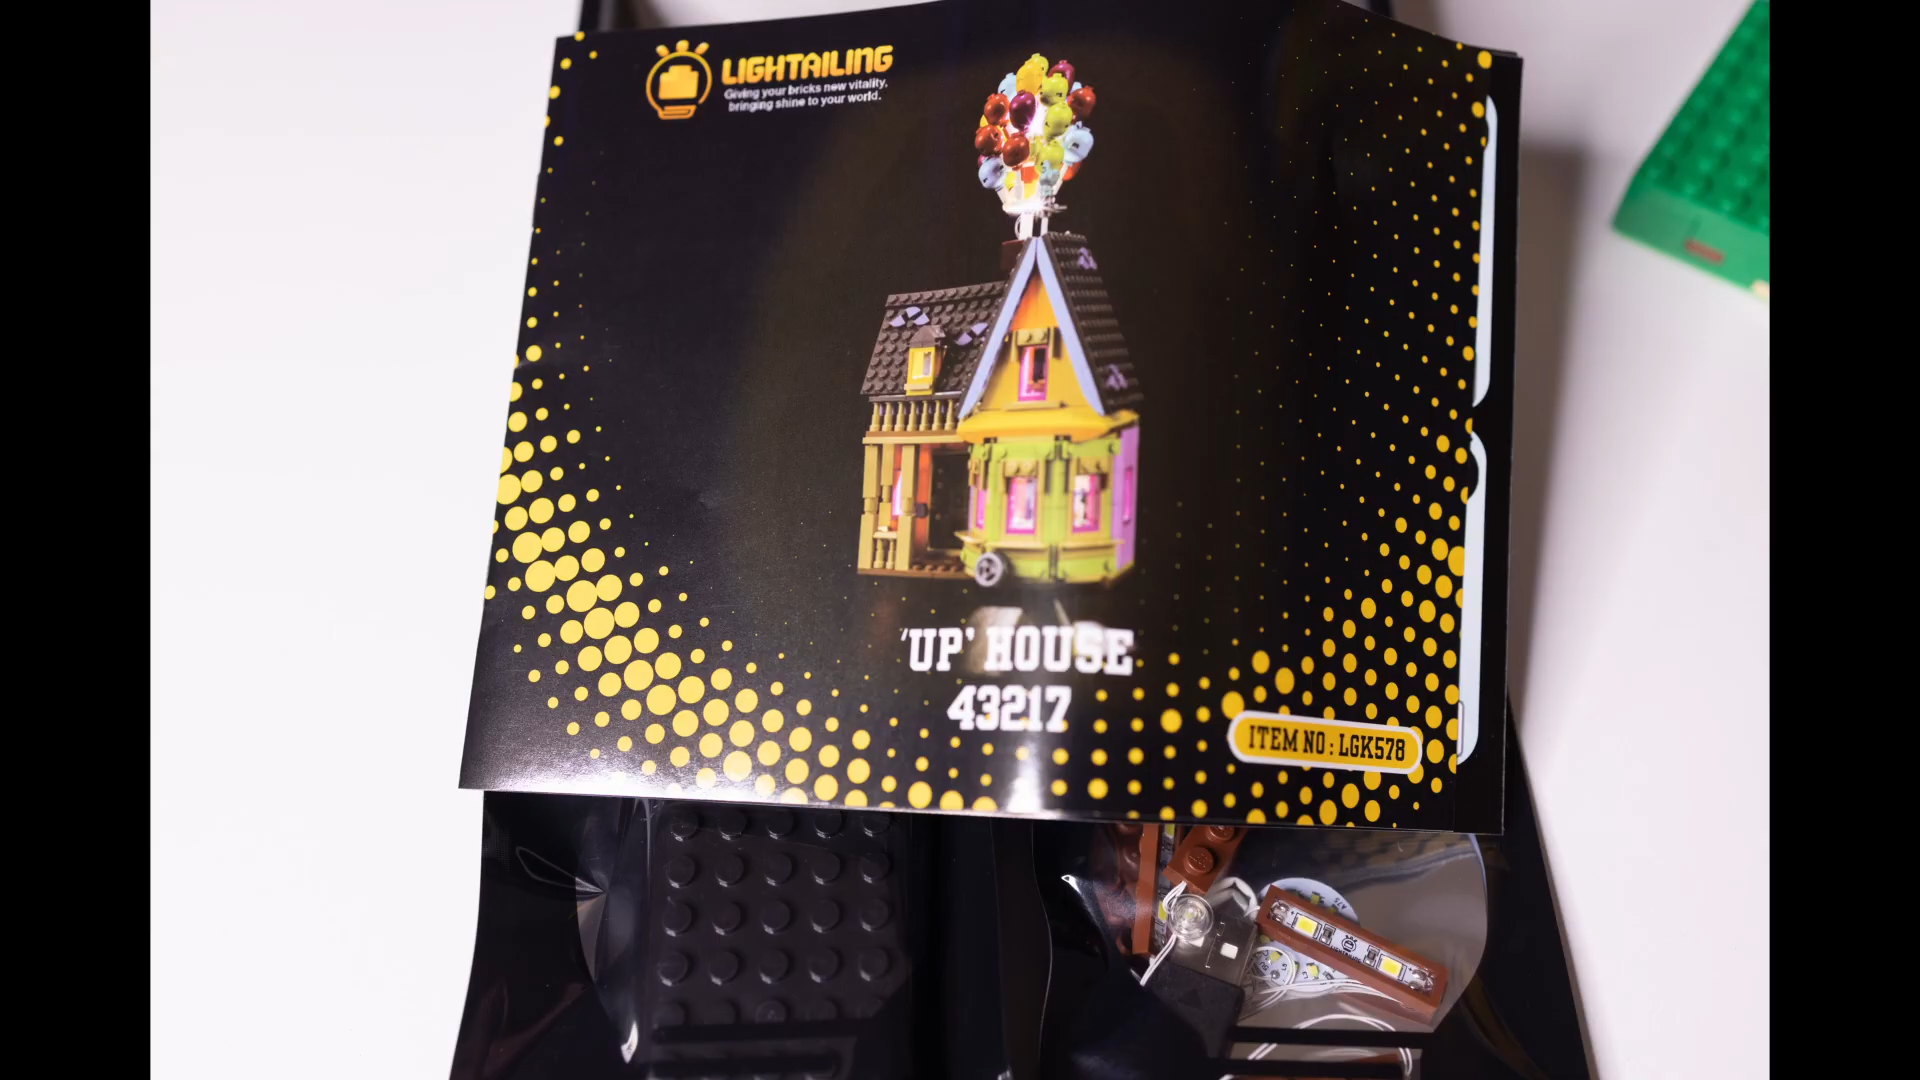 LIGHTAILING
Giving your bricks new vitality,
bringing shine to your world.
'UP' HOUSE
43217
ITEM NO : LGK578